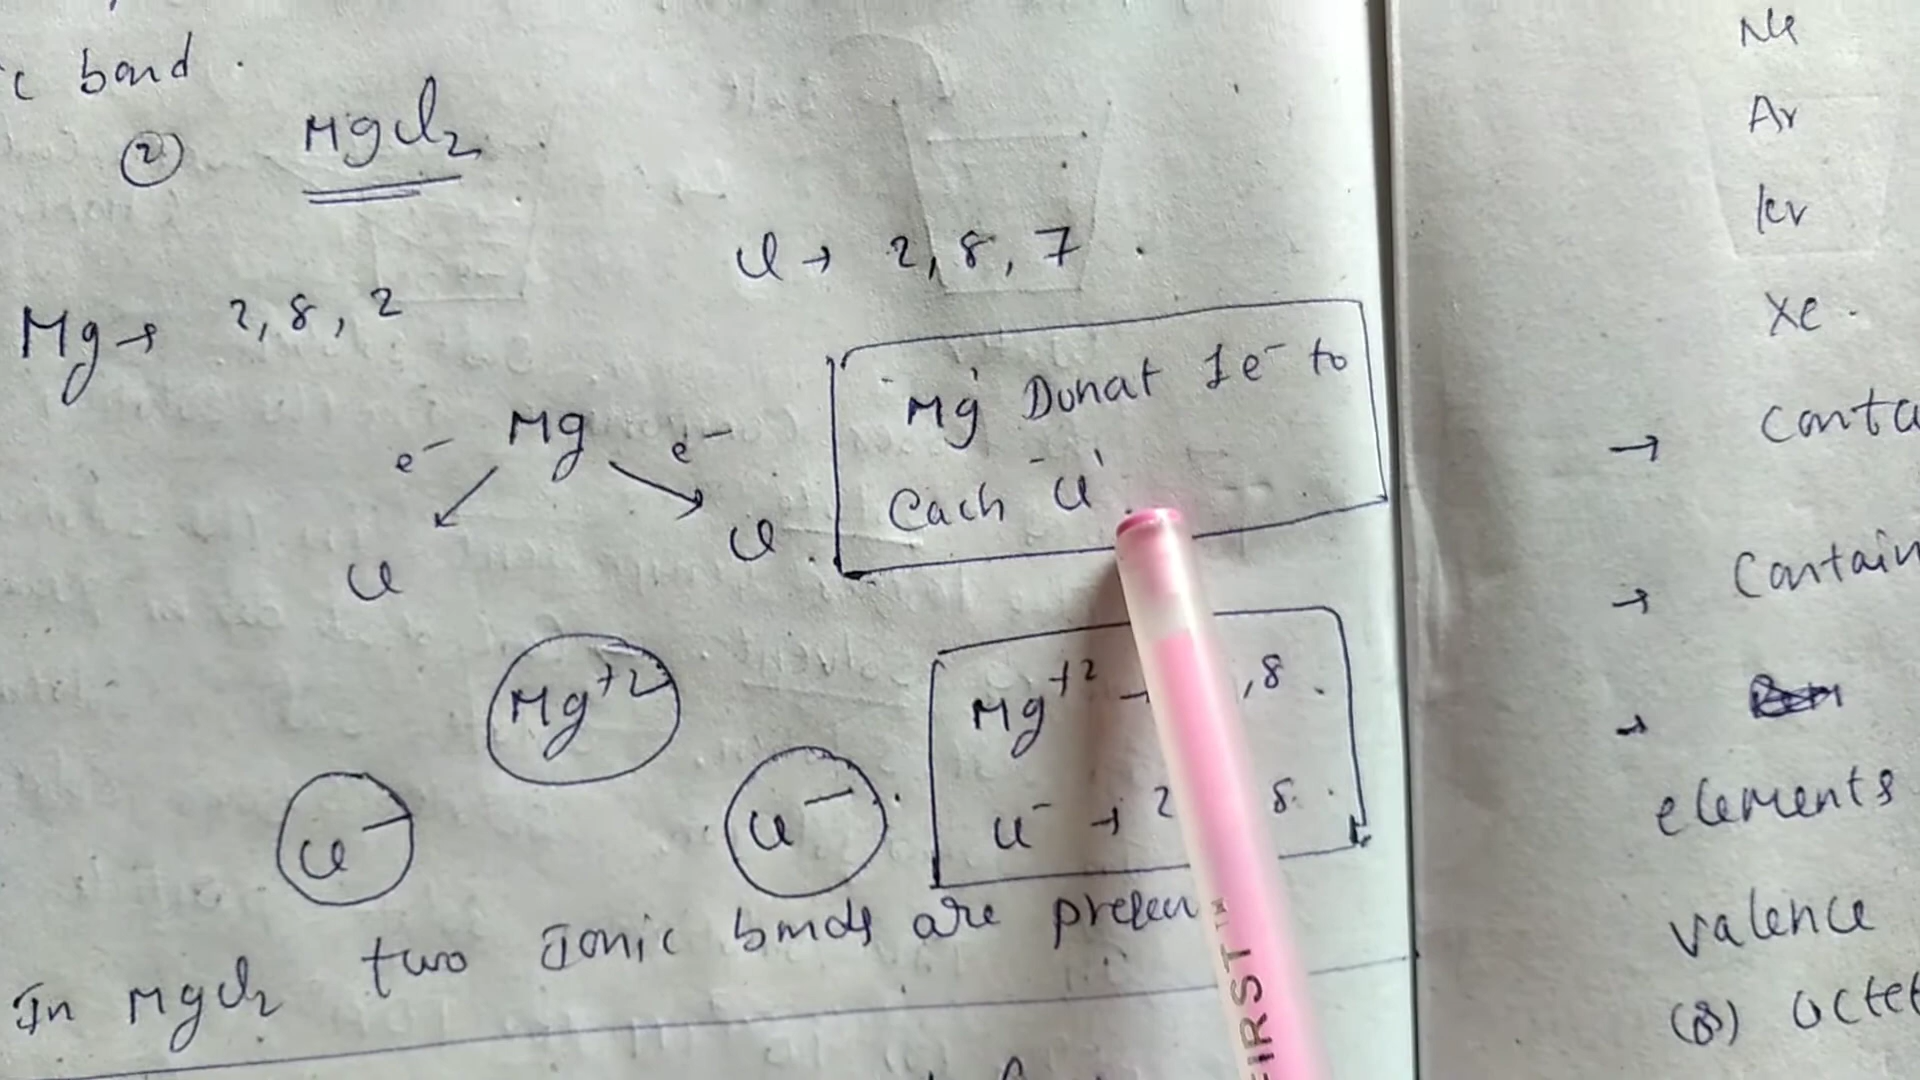 c bond.
② MgCl₂
Cl → 2, 8, 7.
Mg → 2, 8, 2
Mg Donat 1e⁻ to
Each Cl.
e⁻ Mg e⁻
Cl Cl.
Mg⁺²
Cl⁻ Cl⁻.
Mg⁺² → , 8.
Cl⁻ → 2 8.
In MgCl₂ two Ionic bonds are presen
FIRST™
Ar
Kr
Xe.
→ Conta
→ Contain
→
elements
valence
(8) octet